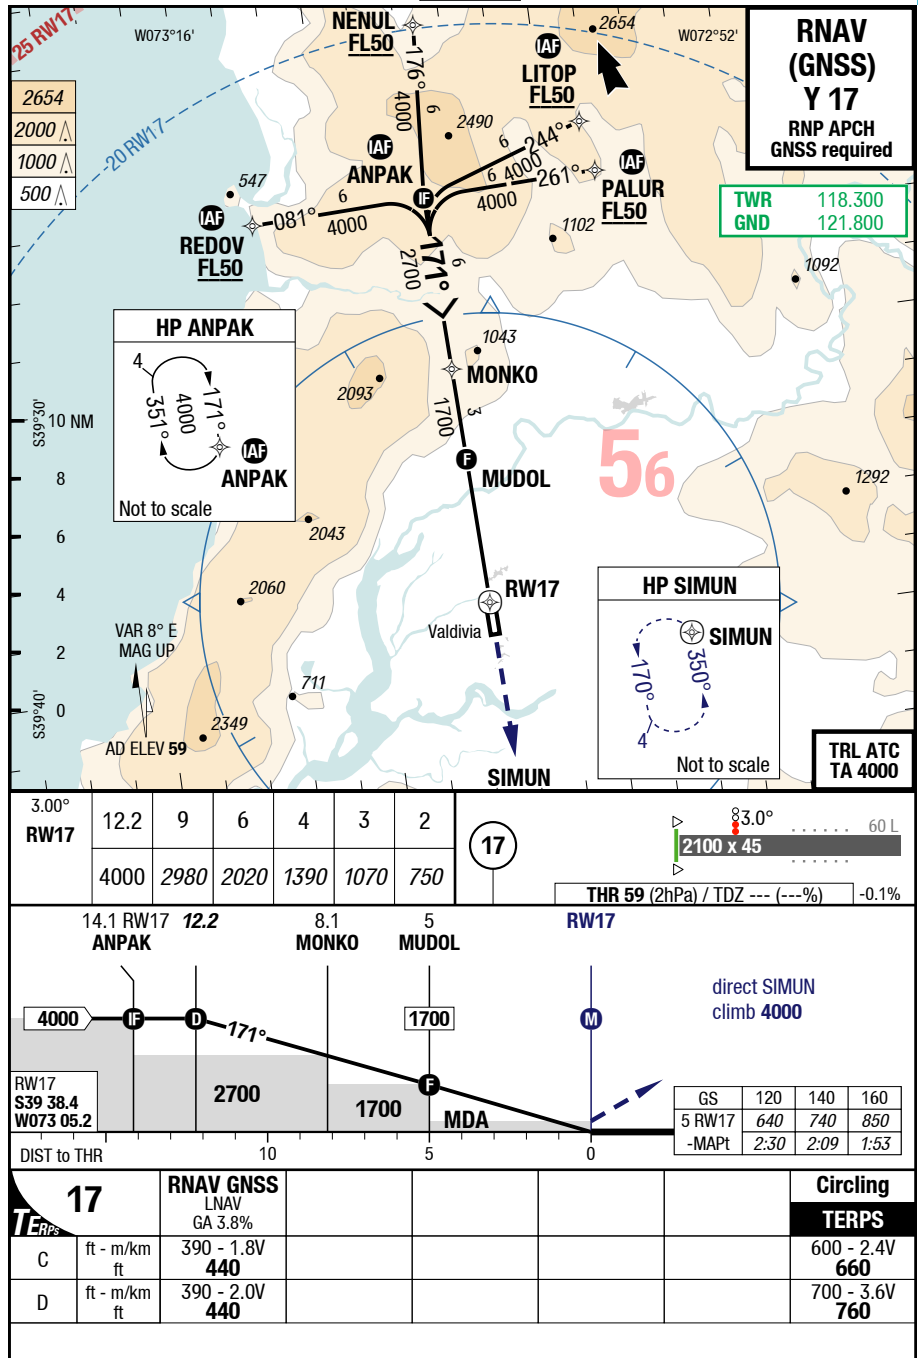 25 RW17
W073°16'
NENUL
FL50
2654
W072°52'
IAF
LITOP
FL50
RNAV
(GNSS)
Y 17
RNP APCH
GNSS required
2654
2000
1000
500
20 RW17
176°
4000
6
2490
IAF
ANPAK
IF
6
244°
4000
6
261°
4000
IAF
PALUR
FL50
TWR 118.300
GND 121.800
547
IAF
REDOV
FL50
081°
6
4000
171°
6
2700
1102
1092
HP ANPAK
4
351°
4000
171°
IAF
ANPAK
Not to scale
1043
MONKO
2093
1700
3
S39°30'
10 NM
8
6
4
2
0
S39°40'
F
MUDOL
56
1292
2043
2060
RW17
Valdivia
HP SIMUN
SIMUN
170°
350°
4
Not to scale
VAR 8° E
MAG UP
711
2349
AD ELEV 59
SIMUN
TRL ATC
TA 4000
3.00°
RW17
12.2 9 6 4 3 2
4000 2980 2020 1390 1070 750
17
3.0°
60 L
2100 x 45
THR 59 (2hPa) / TDZ --- (---%)
-0.1%
14.1 RW17 12.2 8.1 5 RW17
ANPAK MONKO MUDOL
4000
IF
D
171°
1700
M
direct SIMUN
climb 4000
F
RW17
S39 38.4
W073 05.2
2700
1700
MDA
GS 120 140 160
5 RW17 640 740 850
-MAPt 2:30 2:09 1:53
DIST to THR 10 5 0
17
TERPs
RNAV GNSS
LNAV
GA 3.8%
Circling
TERPS
C
ft - m/km
ft
390 - 1.8V
440
600 - 2.4V
660
D
ft - m/km
ft
390 - 2.0V
440
700 - 3.6V
760